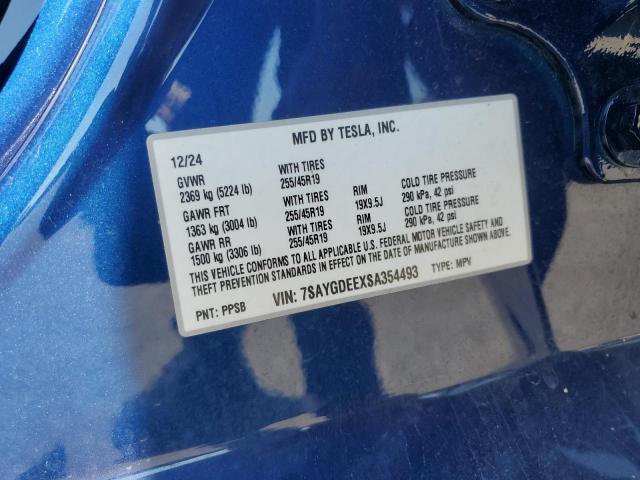 MFD BY TESLA, INC.
12/24
GVWR WITH TIRES
2369 kg (5224 lb) 255/45R19 RIM COLD TIRE PRESSURE
GAWR FRT WITH TIRES 19X9.5J 290 kPa, 42 psi
1363 kg (3004 lb) 255/45R19 RIM COLD TIRE PRESSURE
GAWR RR WITH TIRES 19X9.5J 290 kPa, 42 psi
1500 kg (3306 lb) 255/45R19
THIS VEHICLE CONFORMS TO ALL APPLICABLE U.S. FEDERAL MOTOR VEHICLE SAFETY AND
THEFT PREVENTION STANDARDS IN EFFECT ON THE DATE OF MANUFACTURE SHOWN ABOVE.
PNT: PPSB VIN: 7SAYGDEEXSA354493 TYPE: MPV